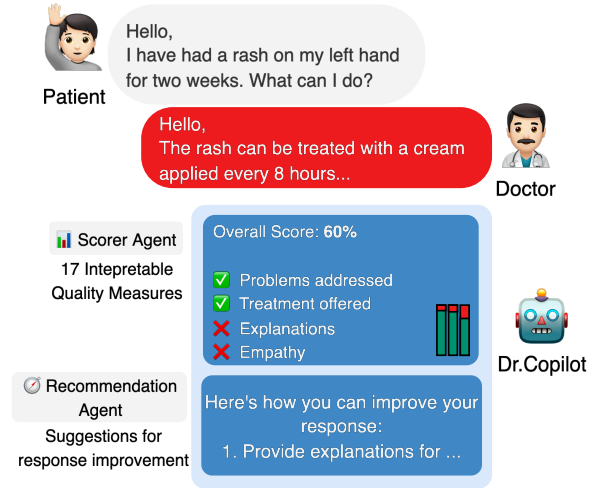 Hello,
I have had a rash on my left hand
for two weeks. What can I do?
Patient
Hello,
The rash can be treated with a cream
applied every 8 hours...
Doctor
Scorer Agent
17 Intepretable
Quality Measures
Overall Score: 60%
Problems addressed
Treatment offered
Explanations
Empathy
Dr.Copilot
Recommendation
Agent
Suggestions for
response improvement
Here's how you can improve your
response:
1. Provide explanations for ...